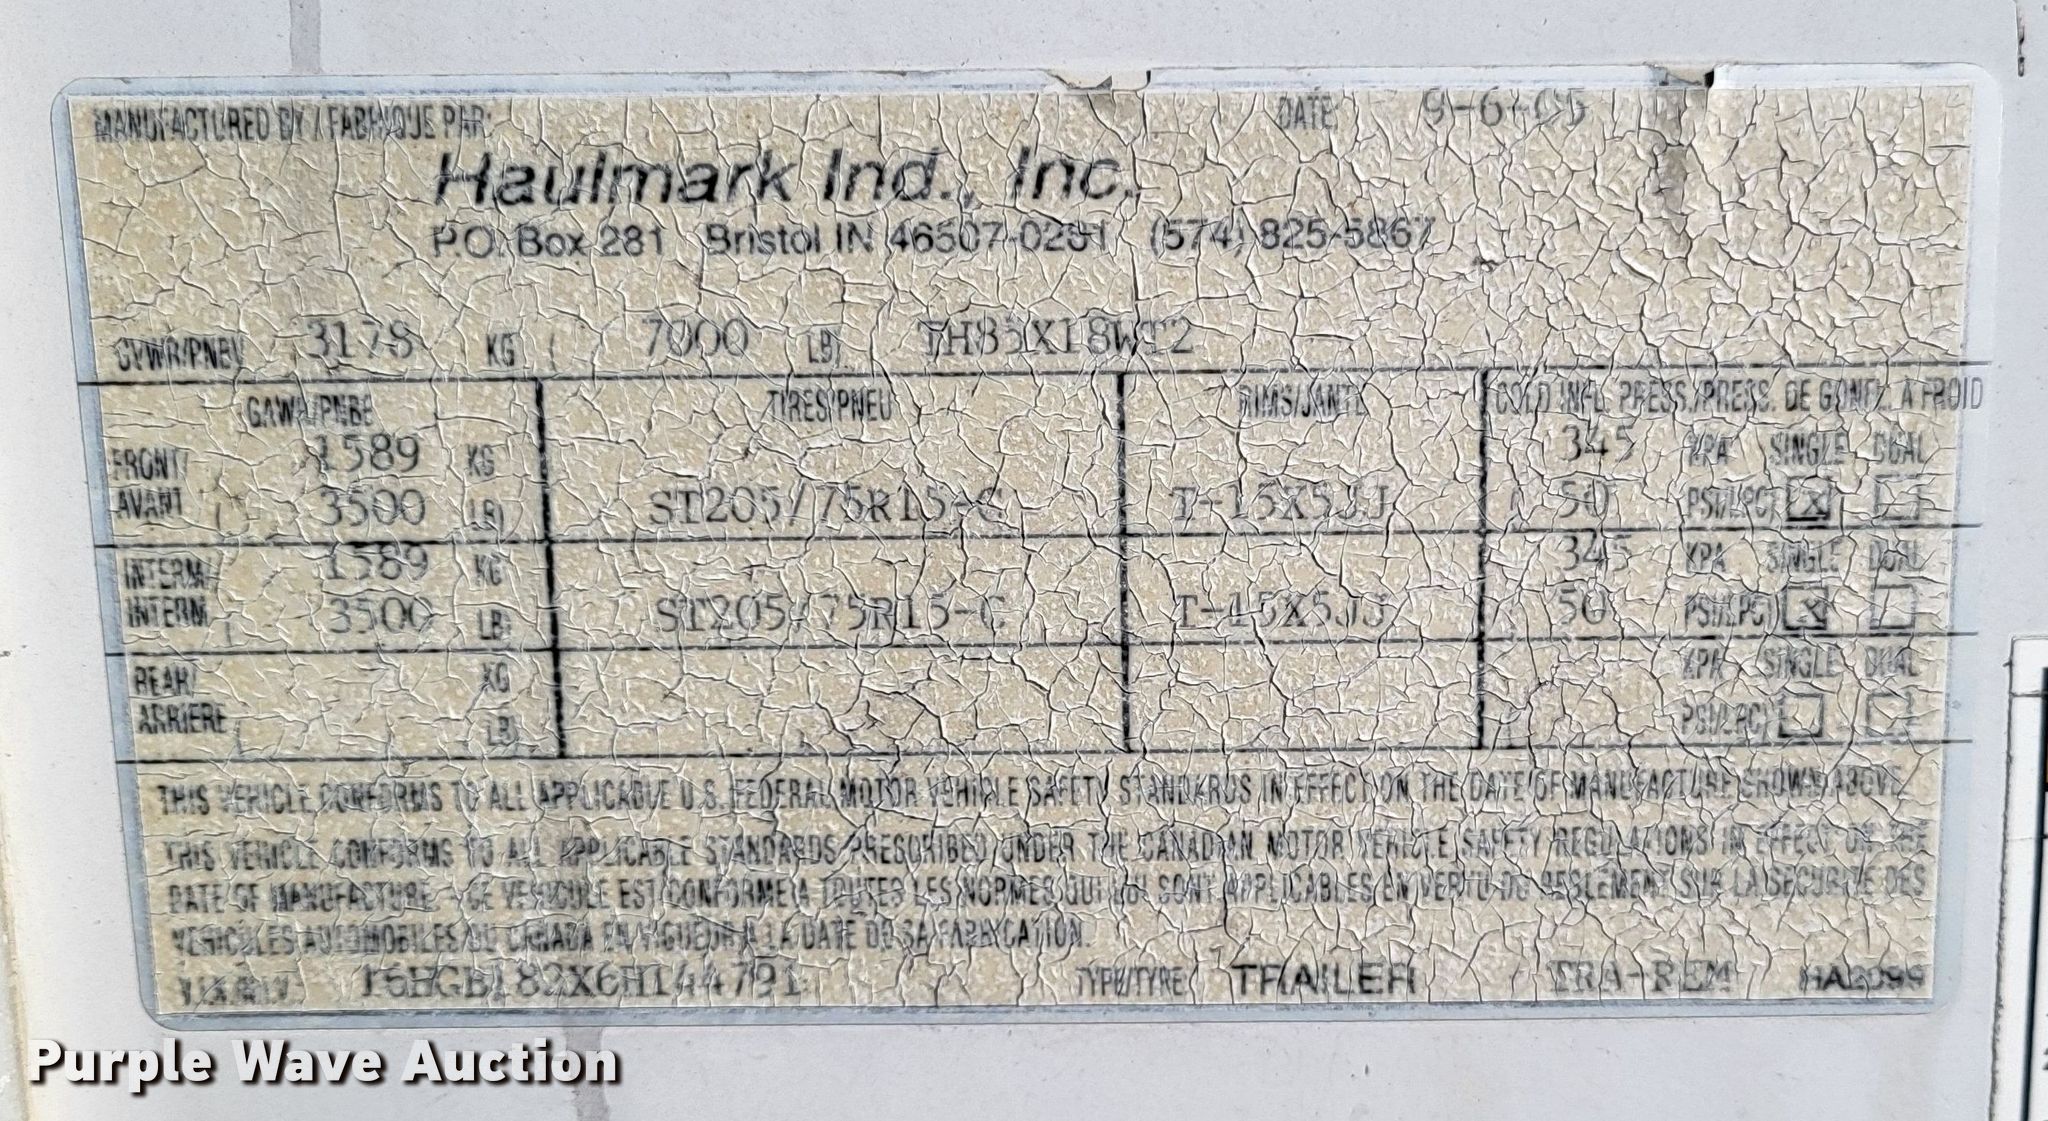 MANUFACTURED BY / FABRIQUE PAR: DATE: 9-6-05
Haulmark Ind., Inc.
P.O. Box 281 Bristol IN 46507-0281 (574) 825-5867
GVWR/PNBV 3178 KG ( 7000 LB) TH85X18WT2
GAWR/PNBE TIRES/PNEU RIMS/JANTE COLD INFL. PRESS./PRESS. DE GONFL. A FROID
FRONT/ 1589 KG 345 KPA SINGLE DUAL
AVANT ( 3500 LB) ST205/75R15-C T-15X5JJ ( 50 PSI/LPC) X
INTERM/ 1589 KG 345 KPA SINGLE DUAL
INTERM ( 3500 LB) ST205/75R15-C T-15X5JJ 50 PSI/LPC) X
REAR/ KG KPA SINGLE DUAL
ARRIERE ( LB) PSI/LPC)
THIS VEHICLE CONFORMS TO ALL APPLICABLE U.S. FEDERAL MOTOR VEHICLE SAFETY STANDARDS IN EFFECT ON THE DATE OF MANUFACTURE SHOWN ABOVE.
THIS VEHICLE CONFORMS TO ALL APPLICABLE STANDARDS PRESCRIBED UNDER THE CANADIAN MOTOR VEHICLE SAFETY REGULATIONS IN EFFECT ON THE
DATE OF MANUFACTURE - CE VEHICULE EST CONFORME A TOUTES LES NORMES QUI LUI SONT APPLICABLES EN VERTU DU REGLEMENT SUR LA SECURITE DES
VEHICULES AUTOMOBILES DU CANADA EN VIGUEUR A LA DATE DE SA FABRICATION.
16HGB182X6H144791 TYPE/TYPE: TRAILER TRA-REM
Purple Wave Auction